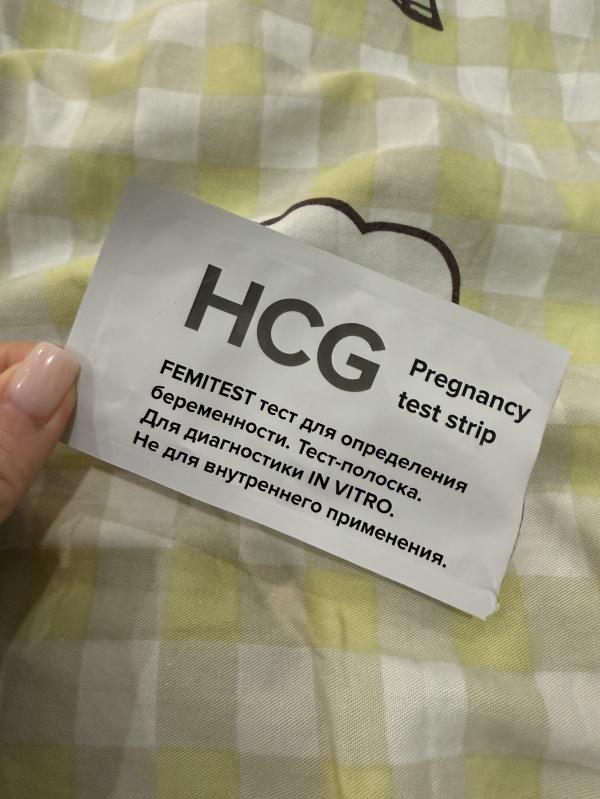 HCG
Pregnancy
test strip
FEMITEST тест для определения
беременности. Тест-полоска.
Для диагностики IN VITRO.
Не для внутреннего применения.